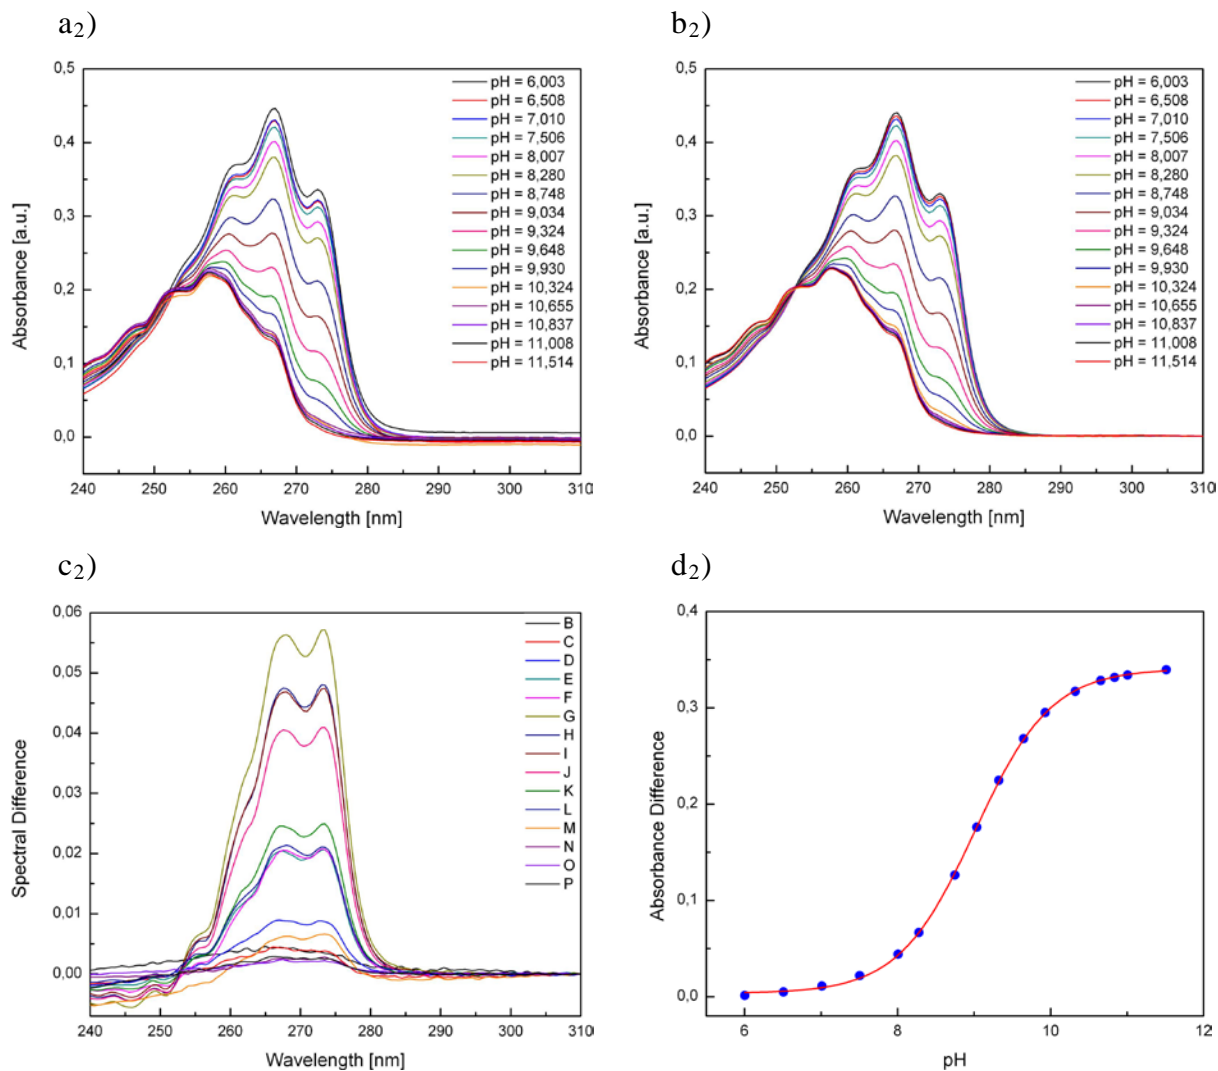 a2)
b2)
0,5
0,4
0,3
0,2
0,1
0,0
240 250 260 270 280 290 300 310
Absorbance [a.u.]
Wavelength [nm]
pH = 6,003
pH = 6,508
pH = 7,010
pH = 7,506
pH = 8,007
pH = 8,280
pH = 8,748
pH = 9,034
pH = 9,324
pH = 9,648
pH = 9,930
pH = 10,324
pH = 10,655
pH = 10,837
pH = 11,008
pH = 11,514
0,5
0,4
0,3
0,2
0,1
0,0
240 250 260 270 280 290 300 310
Absorbance [a.u.]
Wavelength [nm]
pH = 6,003
pH = 6,508
pH = 7,010
pH = 7,506
pH = 8,007
pH = 8,280
pH = 8,748
pH = 9,034
pH = 9,324
pH = 9,648
pH = 9,930
pH = 10,324
pH = 10,655
pH = 10,837
pH = 11,008
pH = 11,514
c2)
d2)
0,06
0,05
0,04
0,03
0,02
0,01
0,00
240 250 260 270 280 290 300 310
Spectral Difference
Wavelength [nm]
B
C
D
E
F
G
H
I
J
K
L
M
N
O
P
0,4
0,3
0,2
0,1
0,0
6 8 10 12
Absorbance Difference
pH